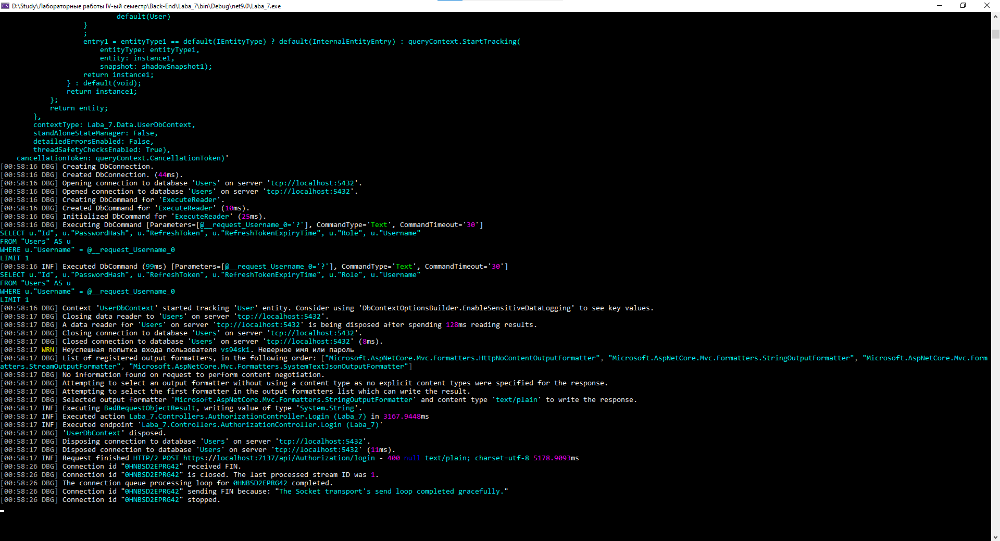 D:\Study\Лабораторные работы IV-ый семестр\Back-End\Laba_7\bin\Debug\net9.0\Laba_7.exe
default(User)
}
;
entry1 = entityType1 == default(IEntityType) ? default(InternalEntityEntry) : queryContext.StartTracking(
entityType: entityType1,
entity: instance1,
snapshot: shadowSnapshot1);
return instance1;
} : default(void);
return instance1;
};
return entity;
},
contextType: Laba_7.Data.UserDbContext,
standAloneStateManager: False,
detailedErrorsEnabled: False,
threadSafetyChecksEnabled: True),
cancellationToken: queryContext.CancellationToken)'
[00:58:16 DBG] Creating DbConnection.
[00:58:16 DBG] Created DbConnection. (44ms).
[00:58:16 DBG] Opening connection to database 'Users' on server 'tcp://localhost:5432'.
[00:58:16 DBG] Opened connection to database 'Users' on server 'tcp://localhost:5432'.
[00:58:16 DBG] Creating DbCommand for 'ExecuteReader'.
[00:58:16 DBG] Created DbCommand for 'ExecuteReader' (10ms).
[00:58:16 DBG] Initialized DbCommand for 'ExecuteReader' (25ms).
[00:58:16 DBG] Executing DbCommand [Parameters=[@__request_Username_0='?'], CommandType='Text', CommandTimeout='30']
SELECT u."Id", u."PasswordHash", u."RefreshToken", u."RefreshTokenExpiryTime", u."Role", u."Username"
FROM "Users" AS u
WHERE u."Username" = @__request_Username_0
LIMIT 1
[00:58:16 INF] Executed DbCommand (99ms) [Parameters=[@__request_Username_0='?'], CommandType='Text', CommandTimeout='30']
SELECT u."Id", u."PasswordHash", u."RefreshToken", u."RefreshTokenExpiryTime", u."Role", u."Username"
FROM "Users" AS u
WHERE u."Username" = @__request_Username_0
LIMIT 1
[00:58:16 DBG] Context 'UserDbContext' started tracking 'User' entity. Consider using 'DbContextOptionsBuilder.EnableSensitiveDataLogging' to see key values.
[00:58:17 DBG] Closing data reader to 'Users' on server 'tcp://localhost:5432'.
[00:58:17 DBG] A data reader for 'Users' on server 'tcp://localhost:5432' is being disposed after spending 128ms reading results.
[00:58:17 DBG] Closing connection to database 'Users' on server 'tcp://localhost:5432'.
[00:58:17 DBG] Closed connection to database 'Users' on server 'tcp://localhost:5432' (8ms).
[00:58:17 WRN] Неуспешная попытка входа пользователя vs94ski. Неверное имя или пароль
[00:58:17 DBG] List of registered output formatters, in the following order: ["Microsoft.AspNetCore.Mvc.Formatters.HttpNoContentOutputFormatter", "Microsoft.AspNetCore.Mvc.Formatters.StringOutputFormatter", "Microsoft.AspNetCore.Mvc.Form
atters.StreamOutputFormatter", "Microsoft.AspNetCore.Mvc.Formatters.SystemTextJsonOutputFormatter"]
[00:58:17 DBG] No information found on request to perform content negotiation.
[00:58:17 DBG] Attempting to select an output formatter without using a content type as no explicit content types were specified for the response.
[00:58:17 DBG] Attempting to select the first formatter in the output formatters list which can write the result.
[00:58:17 DBG] Selected output formatter 'Microsoft.AspNetCore.Mvc.Formatters.StringOutputFormatter' and content type 'text/plain' to write the response.
[00:58:17 INF] Executing BadRequestObjectResult, writing value of type 'System.String'.
[00:58:17 INF] Executed action Laba_7.Controllers.AuthorizationController.Login (Laba_7) in 3167.9448ms
[00:58:17 INF] Executed endpoint 'Laba_7.Controllers.AuthorizationController.Login (Laba_7)'
[00:58:17 DBG] 'UserDbContext' disposed.
[00:58:17 DBG] Disposing connection to database 'Users' on server 'tcp://localhost:5432'.
[00:58:17 DBG] Disposed connection to database 'Users' on server 'tcp://localhost:5432' (11ms).
[00:58:17 INF] Request finished HTTP/2 POST https://localhost:7137/api/Authorization/login - 400 null text/plain; charset=utf-8 5178.9093ms
[00:58:26 DBG] Connection id "0HNBSD2EPRG42" received FIN.
[00:58:26 DBG] Connection id "0HNBSD2EPRG42" is closed. The last processed stream ID was 1.
[00:58:26 DBG] The connection queue processing loop for 0HNBSD2EPRG42 completed.
[00:58:26 DBG] Connection id "0HNBSD2EPRG42" sending FIN because: "The Socket transport's send loop completed gracefully."
[00:58:26 DBG] Connection id "0HNBSD2EPRG42" stopped.